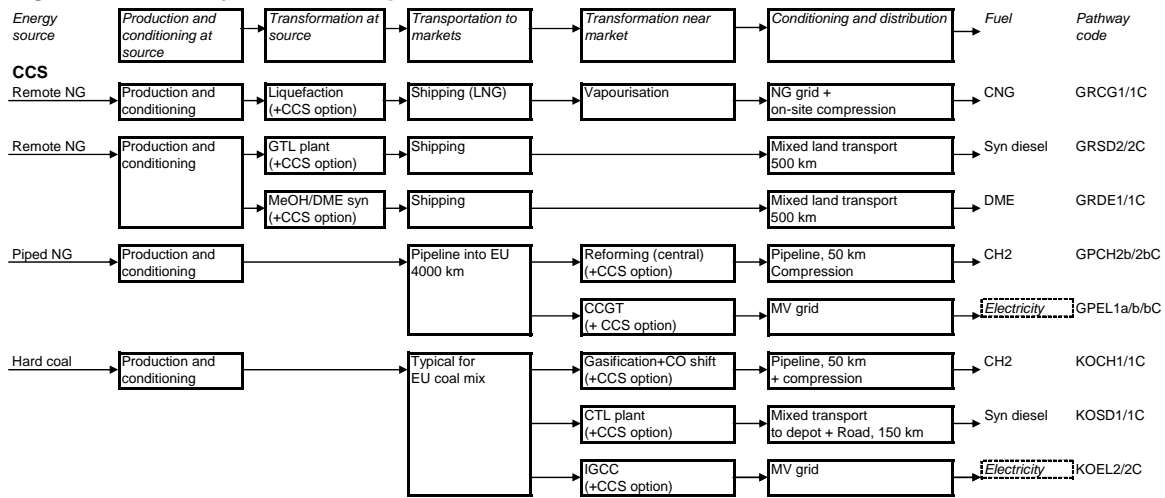 Energy source
Production and conditioning at source
Transformation at source
Transportation to markets
Transformation near market
Conditioning and distribution
Fuel
Pathway code
CCS
Remote NG
Production and conditioning
Liquefaction (+CCS option)
Shipping (LNG)
Vapourisation
NG grid + on-site compression
CNG
GRCG1/1C
Remote NG
Production and conditioning
GTL plant (+CCS option)
Shipping
Mixed land transport 500 km
Syn diesel
GRSD2/2C
MeOH/DME syn (+CCS option)
Shipping
Mixed land transport 500 km
DME
GRDE1/1C
Piped NG
Production and conditioning
Pipeline into EU 4000 km
Reforming (central) (+CCS option)
Pipeline, 50 km Compression
CH2
GPCH2b/2bC
CCGT (+ CCS option)
MV grid
Electricity
GPEL1a/b/bC
Hard coal
Production and conditioning
Typical for EU coal mix
Gasification+CO shift (+CCS option)
Pipeline, 50 km + compression
CH2
KOCH1/1C
CTL plant (+CCS option)
Mixed transport to depot + Road, 150 km
Syn diesel
KOSD1/1C
IGCC (+CCS option)
MV grid
Electricity
KOEL2/2C